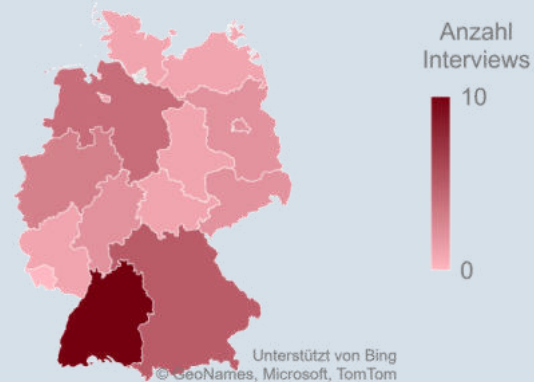 Anzahl
Interviews
10
0
Unterstützt von Bing
© GeoNames, Microsoft, TomTom